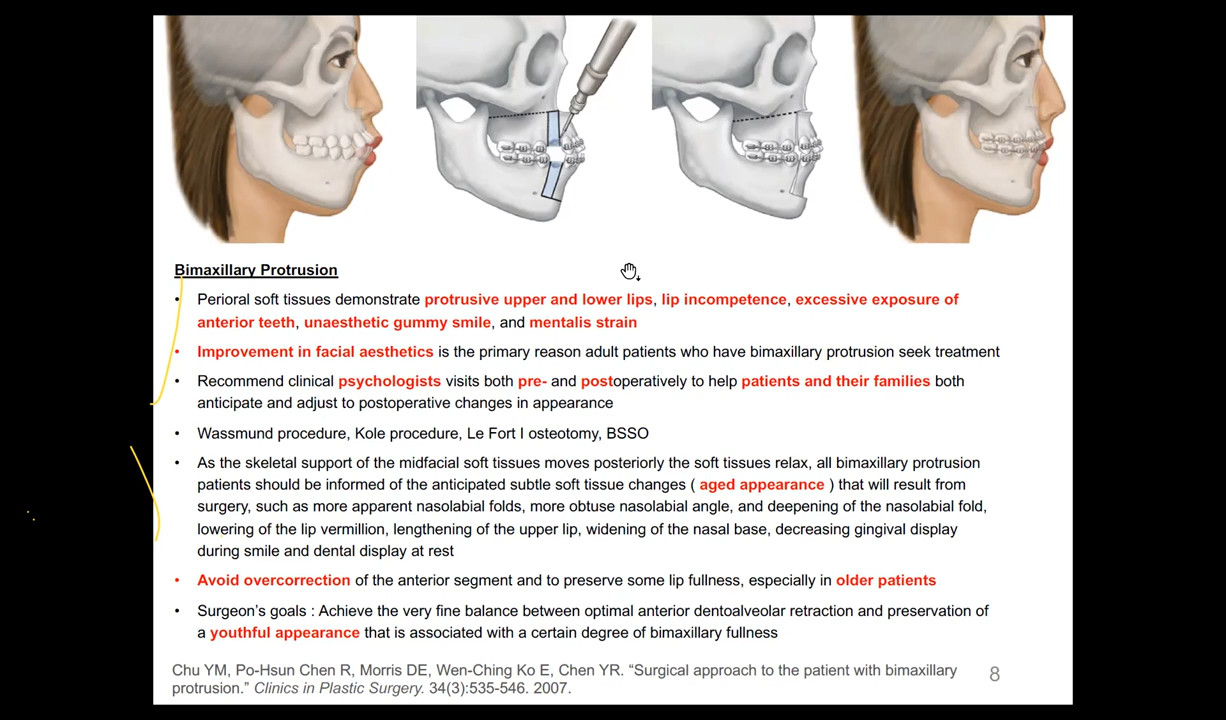 Bimaxillary Protrusion
• Perioral soft tissues demonstrate protrusive upper and lower lips, lip incompetence, excessive exposure of
anterior teeth, unaesthetic gummy smile, and mentalis strain
• Improvement in facial aesthetics is the primary reason adult patients who have bimaxillary protrusion seek treatment
• Recommend clinical psychologists visits both pre- and postoperatively to help patients and their families both
anticipate and adjust to postoperative changes in appearance
• Wassmund procedure, Kole procedure, Le Fort I osteotomy, BSSO
• As the skeletal support of the midfacial soft tissues moves posteriorly the soft tissues relax, all bimaxillary protrusion
patients should be informed of the anticipated subtle soft tissue changes ( aged appearance ) that will result from
surgery, such as more apparent nasolabial folds, more obtuse nasolabial angle, and deepening of the nasolabial fold,
lowering of the lip vermillion, lengthening of the upper lip, widening of the nasal base, decreasing gingival display
during smile and dental display at rest
• Avoid overcorrection of the anterior segment and to preserve some lip fullness, especially in older patients
• Surgeon’s goals : Achieve the very fine balance between optimal anterior dentoalveolar retraction and preservation of
a youthful appearance that is associated with a certain degree of bimaxillary fullness
Chu YM, Po-Hsun Chen R, Morris DE, Wen-Ching Ko E, Chen YR. “Surgical approach to the patient with bimaxillary
protrusion.” Clinics in Plastic Surgery. 34(3):535-546. 2007.
8